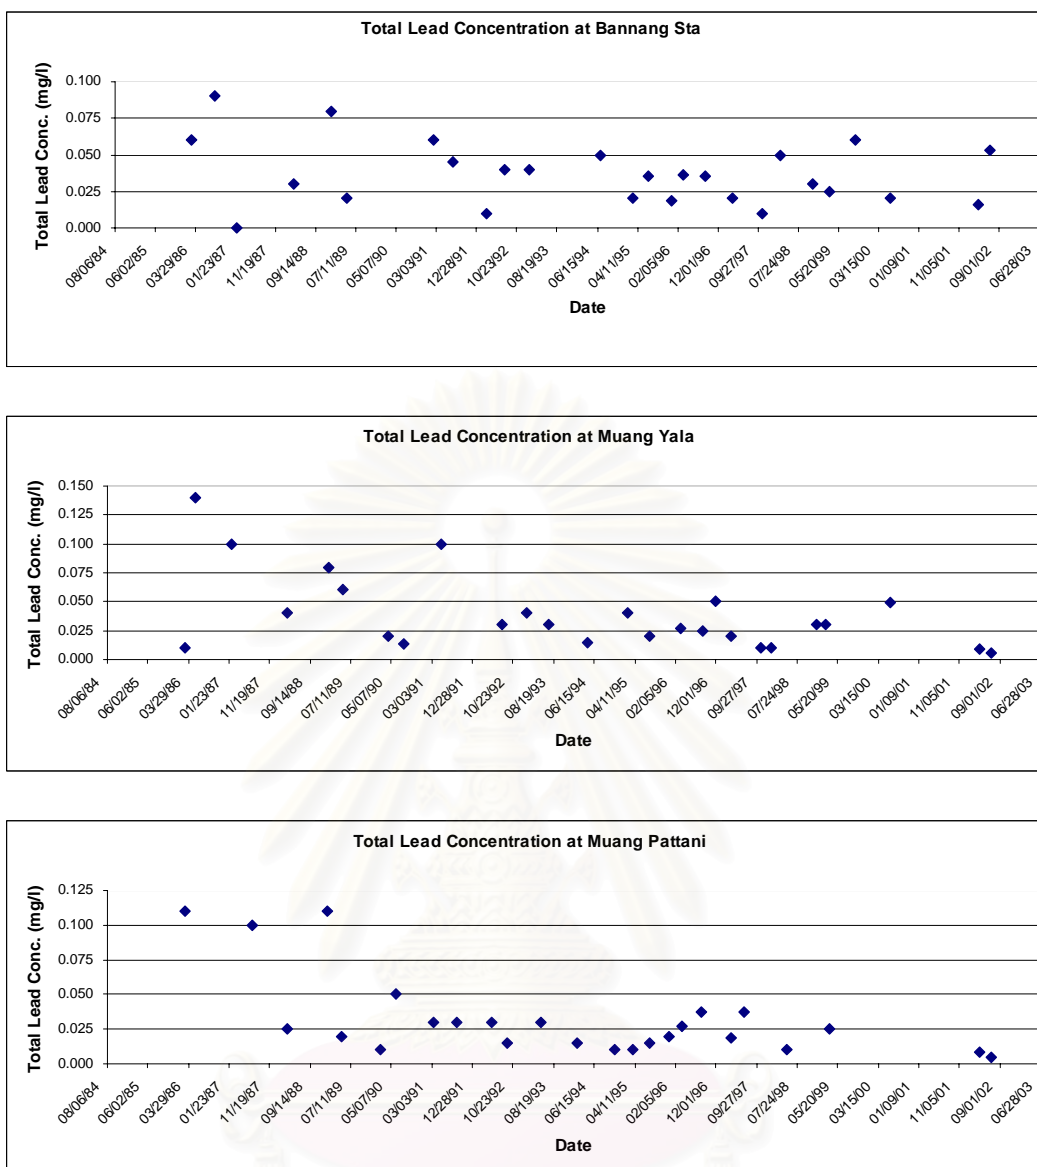 Total Lead Concentration at Bannang Sta
Total Lead Conc. (mg/l)
0.100
0.075
0.050
0.025
0.000
08/06/84 06/02/85 03/29/86 01/23/87 11/19/87 09/14/88 07/11/89 05/07/90 03/03/91 12/28/91 10/23/92 08/19/93 06/15/94 04/11/95 02/05/96 12/01/96 09/27/97 07/24/98 05/20/99 03/15/00 01/09/01 11/05/01 09/01/02 06/28/03
Date
Total Lead Concentration at Muang Yala
Total Lead Conc. (mg/l)
0.150
0.125
0.100
0.075
0.050
0.025
0.000
08/06/84 06/02/85 03/29/86 01/23/87 11/19/87 09/14/88 07/11/89 05/07/90 03/03/91 12/28/91 10/23/92 08/19/93 06/15/94 04/11/95 02/05/96 12/01/96 09/27/97 07/24/98 05/20/99 03/15/00 01/09/01 11/05/01 09/01/02 06/28/03
Date
Total Lead Concentration at Muang Pattani
Total Lead Conc. (mg/l)
0.125
0.100
0.075
0.050
0.025
0.000
08/06/84 06/02/85 03/29/86 01/23/87 11/19/87 09/14/88 07/11/89 05/07/90 03/03/91 12/28/91 10/23/92 08/19/93 06/15/94 04/11/95 02/05/96 12/01/96 09/27/97 07/24/98 05/20/99 03/15/00 01/09/01 11/05/01 09/01/02 06/28/03
Date